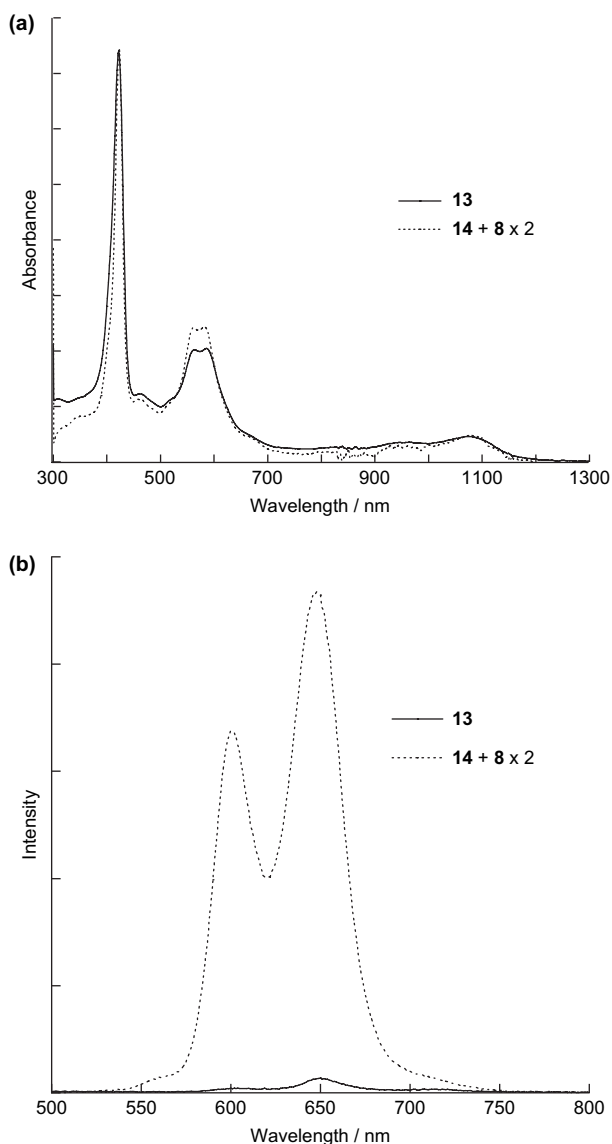 (a)
Absorbance
13
14 + 8 x 2
300 500 700 900 1100 1300
Wavelength / nm
(b)
Intensity
13
14 + 8 x 2
500 550 600 650 700 750 800
Wavelength / nm